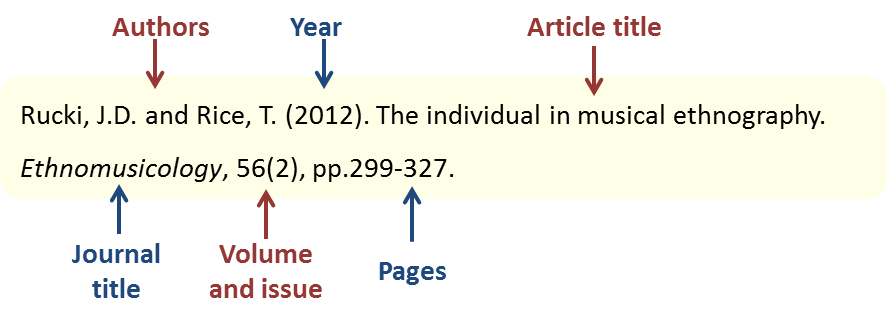 Authors Year Article title
Rucki, J.D. and Rice, T. (2012). The individual in musical ethnography.
Ethnomusicology, 56(2), pp.299-327.
Journal title
Volume and issue
Pages